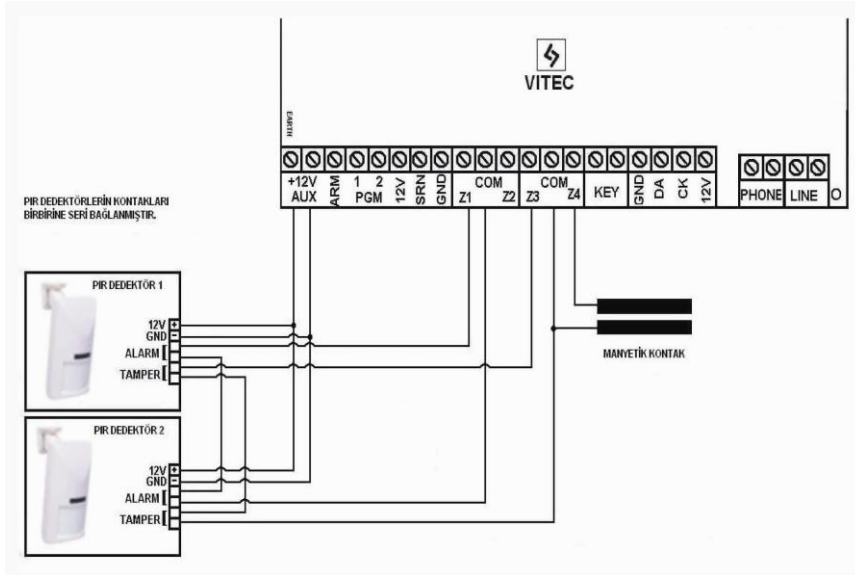 VITEC
EARTH
+12V AUX ARM 1 2 PGM 12V SRN GND Z1 COM Z2 Z3 COM Z4 KEY GND DA CK 12V PHONE LINE O
PIR DEDEKTÖRLERİN KONTAKLARI
BİRBİRİNE SERİ BAĞLANMIŞTIR.
PIR DEDEKTÖR 1
12V +
GND -
ALARM
TAMPER
MANYETİK KONTAK
PIR DEDEKTÖR 2
12V +
GND -
ALARM
TAMPER